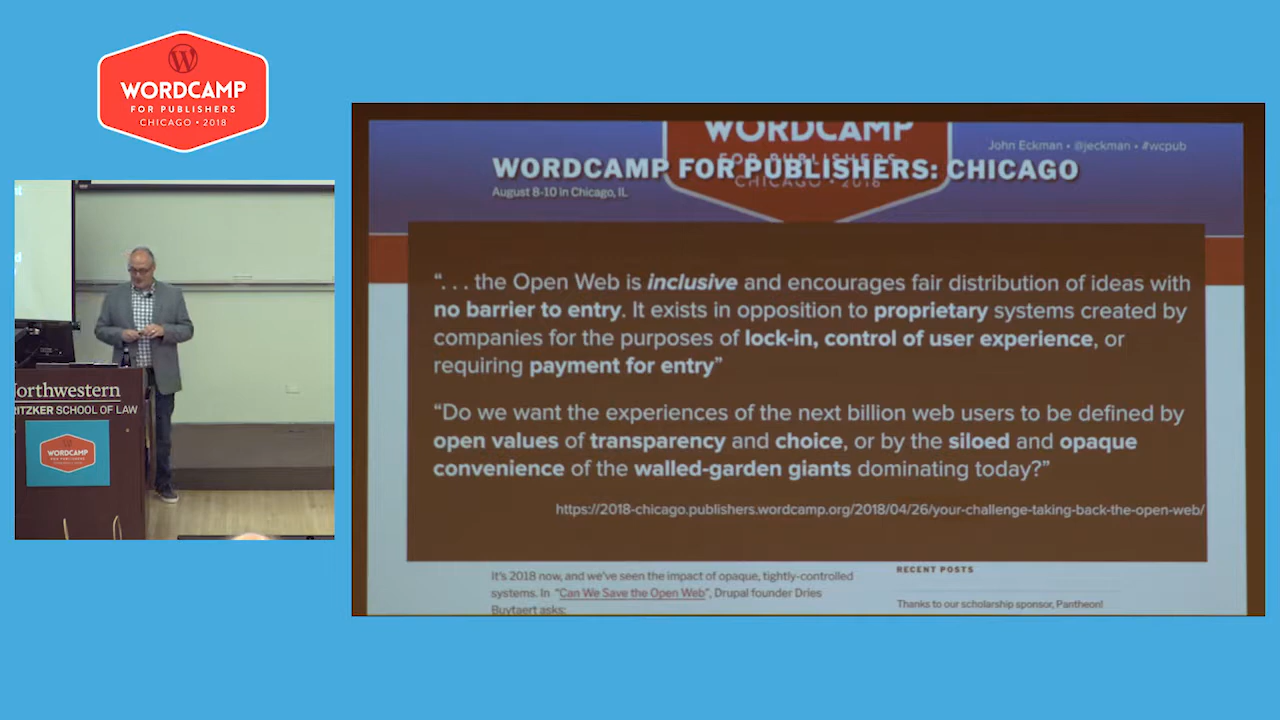 WORDCAMP
FOR PUBLISHERS
CHICAGO • 2018
WORDCAMP
FOR PUBLISHERS
CHICAGO • 2018
John Eckman • @jeckman • #wcpub
WORDCAMP FOR PUBLISHERS: CHICAGO
August 8-10 in Chicago, IL
“. . . the Open Web is inclusive and encourages fair distribution of ideas with
no barrier to entry. It exists in opposition to proprietary systems created by
companies for the purposes of lock-in, control of user experience, or
requiring payment for entry”
“Do we want the experiences of the next billion web users to be defined by
open values of transparency and choice, or by the siloed and opaque
convenience of the walled-garden giants dominating today?”
https://2018-chicago.publishers.wordcamp.org/2018/04/26/your-challenge-taking-back-the-open-web/
It's 2018 now, and we've seen the impact of opaque, tightly-controlled
systems. In “Can We Save the Open Web”, Drupal founder Dries
Buytaert asks:
RECENT POSTS
Thanks to our scholarship sponsor, Pantheon!
orthwestern
RITZKER SCHOOL OF LAW
WORDCAMP